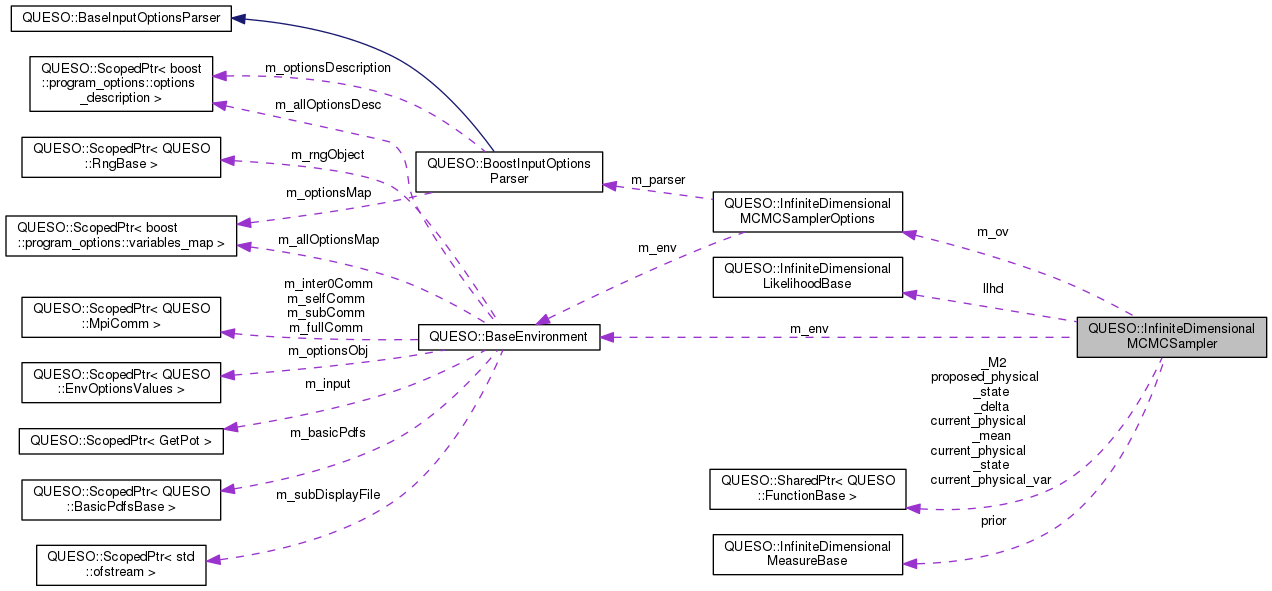 QUESO::BaseInputOptionsParser
QUESO::ScopedPtr< boost
::program_options::options
_description >
QUESO::ScopedPtr< QUESO
::RngBase >
QUESO::ScopedPtr< boost
::program_options::variables_map >
QUESO::ScopedPtr< QUESO
::MpiComm >
QUESO::ScopedPtr< QUESO
::EnvOptionsValues >
QUESO::ScopedPtr< GetPot >
QUESO::ScopedPtr< QUESO
::BasicPdfsBase >
QUESO::ScopedPtr< std
::ofstream >
m_optionsDescription
m_allOptionsDesc
m_rngObject
m_optionsMap
m_allOptionsMap
m_inter0Comm
m_selfComm
m_subComm
m_fullComm
m_optionsObj
m_input
m_basicPdfs
m_subDisplayFile
QUESO::BoostInputOptions
Parser
QUESO::BaseEnvironment
m_parser
m_env
QUESO::InfiniteDimensional
MCMCSamplerOptions
QUESO::InfiniteDimensional
LikelihoodBase
m_env
QUESO::SharedPtr< QUESO
::FunctionBase >
QUESO::InfiniteDimensional
MeasureBase
m_ov
llhd
_M2
proposed_physical
_state
_delta
current_physical
_mean
current_physical
_state
current_physical_var
prior
QUESO::InfiniteDimensional
MCMCSampler